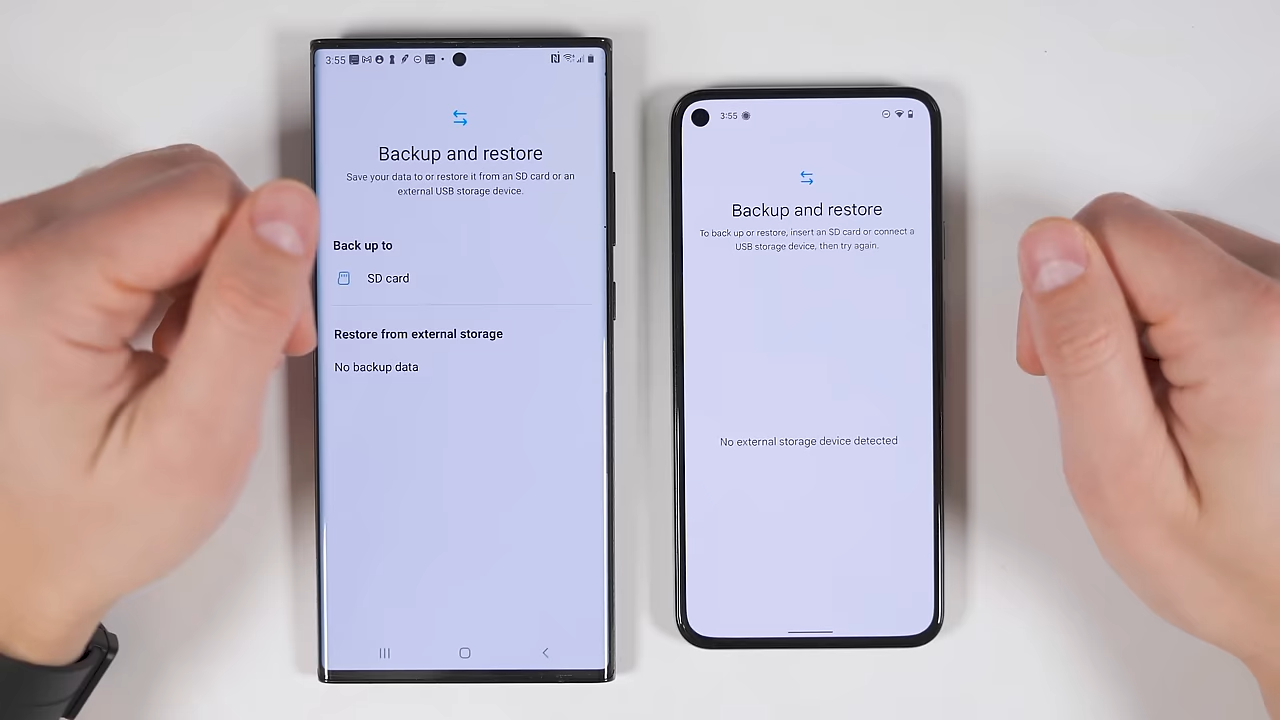 3:55
Backup and restore
Save your data to or restore it from an SD card or an
external USB storage device.
Back up to
SD card
Restore from external storage
No backup data
3:55
Backup and restore
To back up or restore, insert an SD card or connect a
USB storage device, then try again.
No external storage device detected